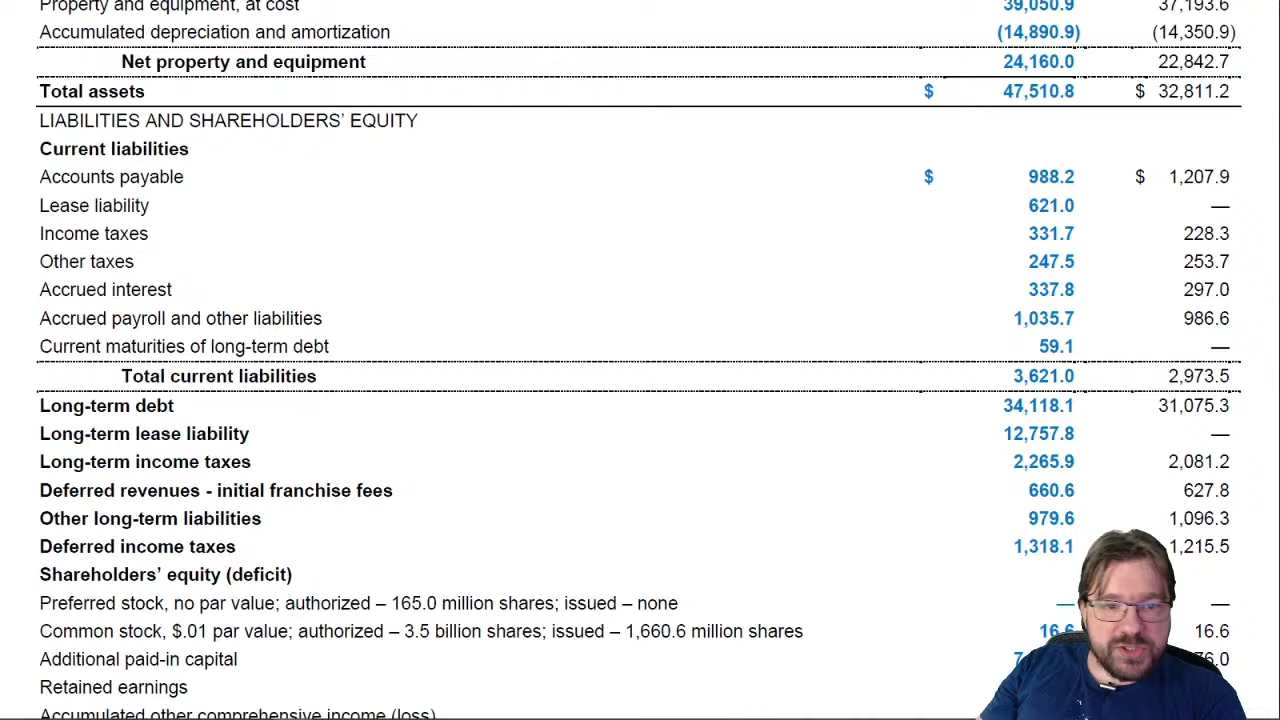 Property and equipment, at cost 39,050.9 37,193.6
Accumulated depreciation and amortization (14,890.9) (14,350.9)
Net property and equipment 24,160.0 22,842.7
Total assets $ 47,510.8 $ 32,811.2
LIABILITIES AND SHAREHOLDERS’ EQUITY
Current liabilities
Accounts payable $ 988.2 $ 1,207.9
Lease liability 621.0 —
Income taxes 331.7 228.3
Other taxes 247.5 253.7
Accrued interest 337.8 297.0
Accrued payroll and other liabilities 1,035.7 986.6
Current maturities of long-term debt 59.1 —
Total current liabilities 3,621.0 2,973.5
Long-term debt 34,118.1 31,075.3
Long-term lease liability 12,757.8 —
Long-term income taxes 2,265.9 2,081.2
Deferred revenues - initial franchise fees 660.6 627.8
Other long-term liabilities 979.6 1,096.3
Deferred income taxes 1,318.1 1,215.5
Shareholders’ equity (deficit)
Preferred stock, no par value; authorized – 165.0 million shares; issued – none — —
Common stock, $.01 par value; authorized – 3.5 billion shares; issued – 1,660.6 million shares 16.6 16.6
Additional paid-in capital
Retained earnings
Accumulated other comprehensive income (loss)